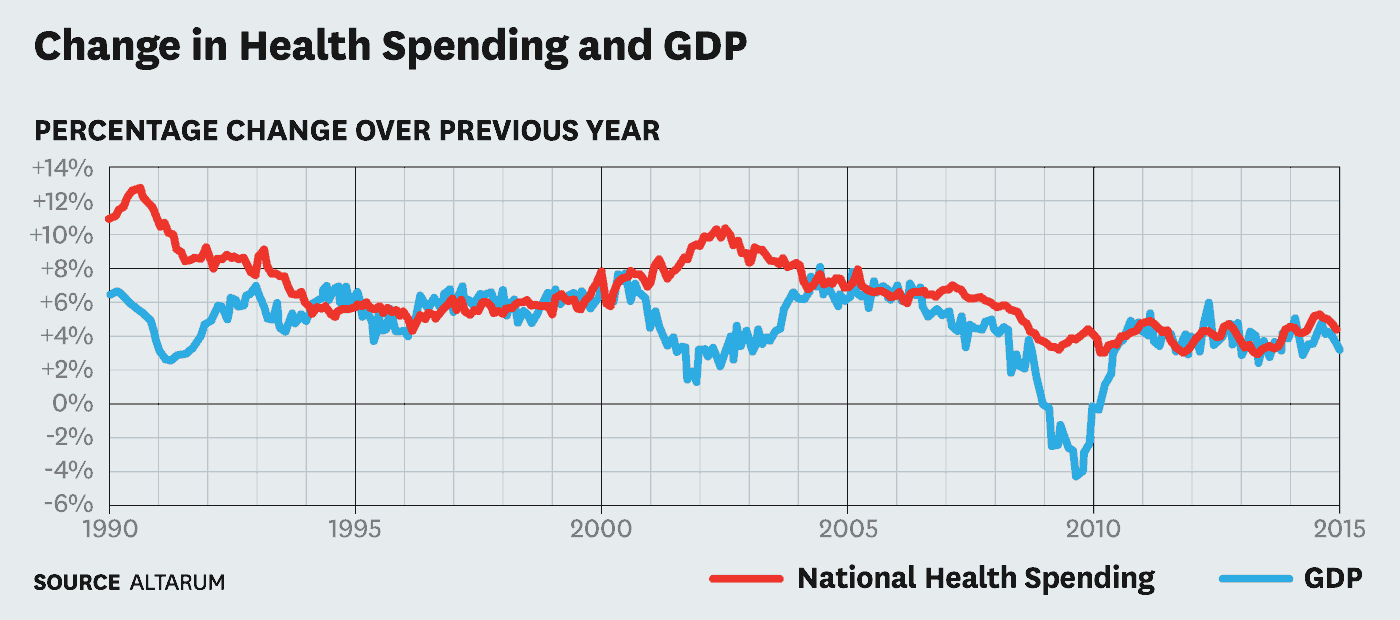 Change in Health Spending and GDP
PERCENTAGE CHANGE OVER PREVIOUS YEAR
+14%
+12%
+10%
+8%
+6%
+4%
+2%
0%
-2%
-4%
-6%
1990 1995 2000 2005 2010 2015
SOURCE ALTARUM
National Health Spending GDP